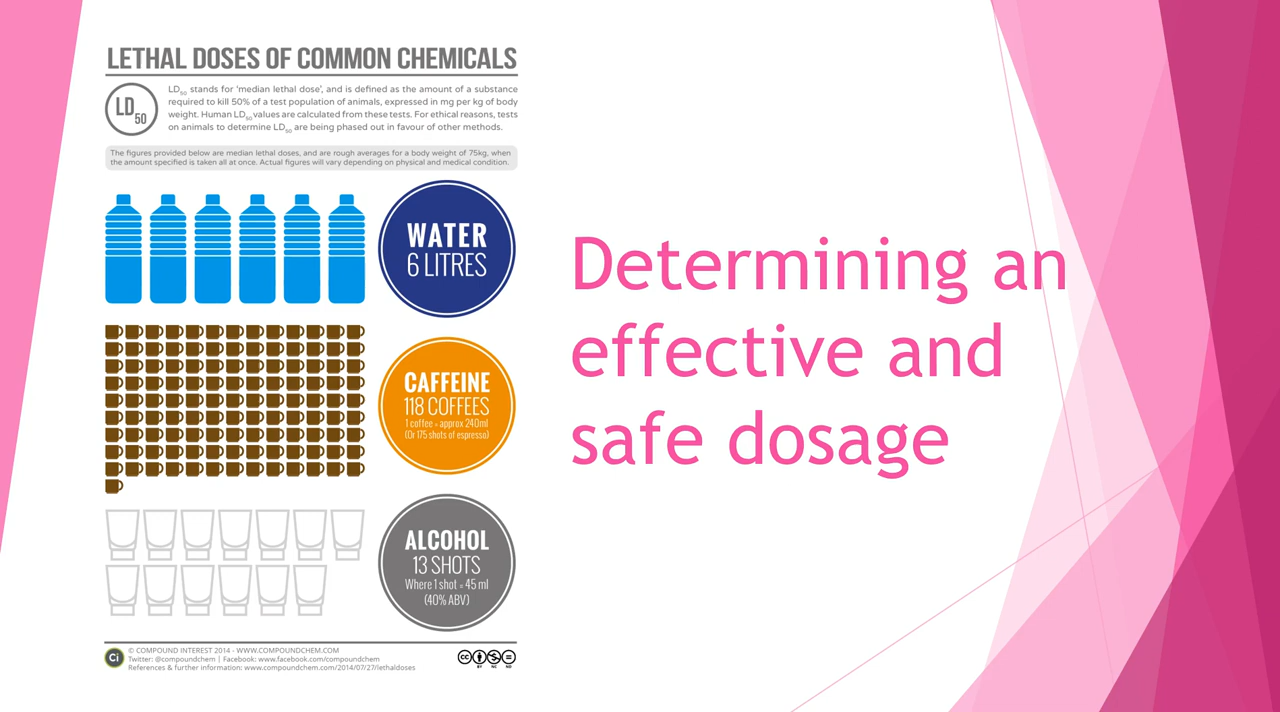 LETHAL DOSES OF COMMON CHEMICALS
LD50
LD50 stands for 'median lethal dose', and is defined as the amount of a substance
required to kill 50% of a test population of animals, expressed in mg per kg of body
weight. Human LD50 values are calculated from these tests. For ethical reasons, tests
on animals to determine LD50 are being phased out in favour of other methods.
The figures provided below are median lethal doses, and are rough averages for a body weight of 75kg, when
the amount specified is taken all at once. Actual figures will vary depending on physical and medical condition.
WATER
6 LITRES
CAFFEINE
118 COFFEES
1 coffee = approx 240ml
(Or 175 shots of espresso)
ALCOHOL
13 SHOTS
Where 1 shot = 45 ml
(40% ABV)
Ci
© COMPOUND INTEREST 2014 - WWW.COMPOUNDCHEM.COM
Twitter: @compoundchem | Facebook: www.facebook.com/compoundchem
References & further information: www.compoundchem.com/2014/07/27/lethaldoses
cc
BY NC ND
Determining an
effective and
safe dosage